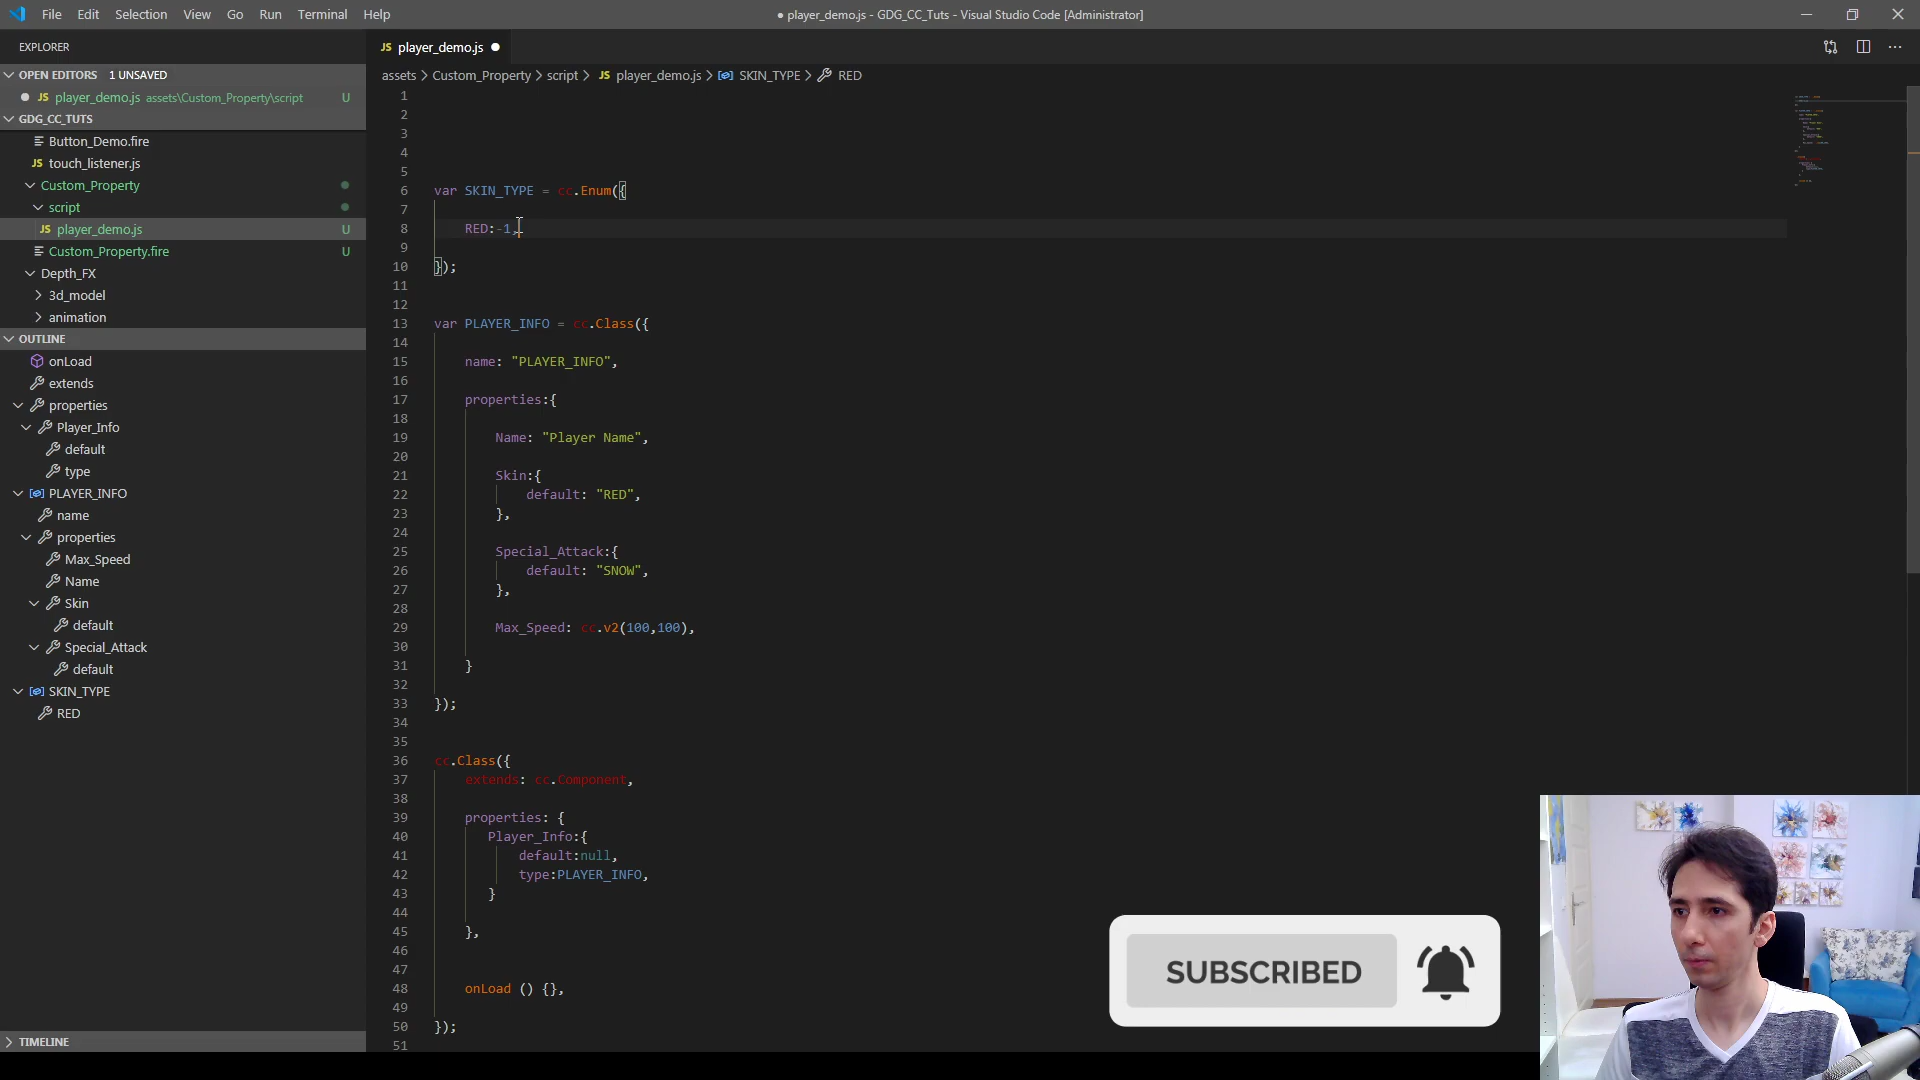 File Edit Selection View Go Run Terminal Help
● player_demo.js - GDG_CC_Tuts - Visual Studio Code [Administrator]
EXPLORER
OPEN EDITORS 1 UNSAVED
JS player_demo.js assets\Custom_Property\script U
GDG_CC_TUTS
Button_Demo.fire
JS touch_listener.js
Custom_Property
script
JS player_demo.js U
Custom_Property.fire U
Depth_FX
3d_model
animation
OUTLINE
onLoad
extends
properties
Player_Info
default
type
PLAYER_INFO
name
properties
Max_Speed
Name
Skin
default
Special_Attack
default
SKIN_TYPE
RED
TIMELINE
JS player_demo.js ●
assets > Custom_Property > script > JS player_demo.js > SKIN_TYPE > RED
1
2
3
4
5
6 var SKIN_TYPE = cc.Enum({
7
8 RED:-1,
9
10 });
11
12
13 var PLAYER_INFO = cc.Class({
14
15 name: "PLAYER_INFO",
16
17 properties:{
18
19 Name: "Player Name",
20
21 Skin:{
22 default: "RED",
23 },
24
25 Special_Attack:{
26 default: "SNOW",
27 },
28
29 Max_Speed: cc.v2(100,100),
30
31 }
32
33 });
34
35
36 cc.Class({
37 extends: cc.Component,
38
39 properties: {
40 Player_Info:{
41 default:null,
42 type:PLAYER_INFO,
43 }
44
45 },
46
47
48 onLoad () {},
49
50 });
51
SUBSCRIBED